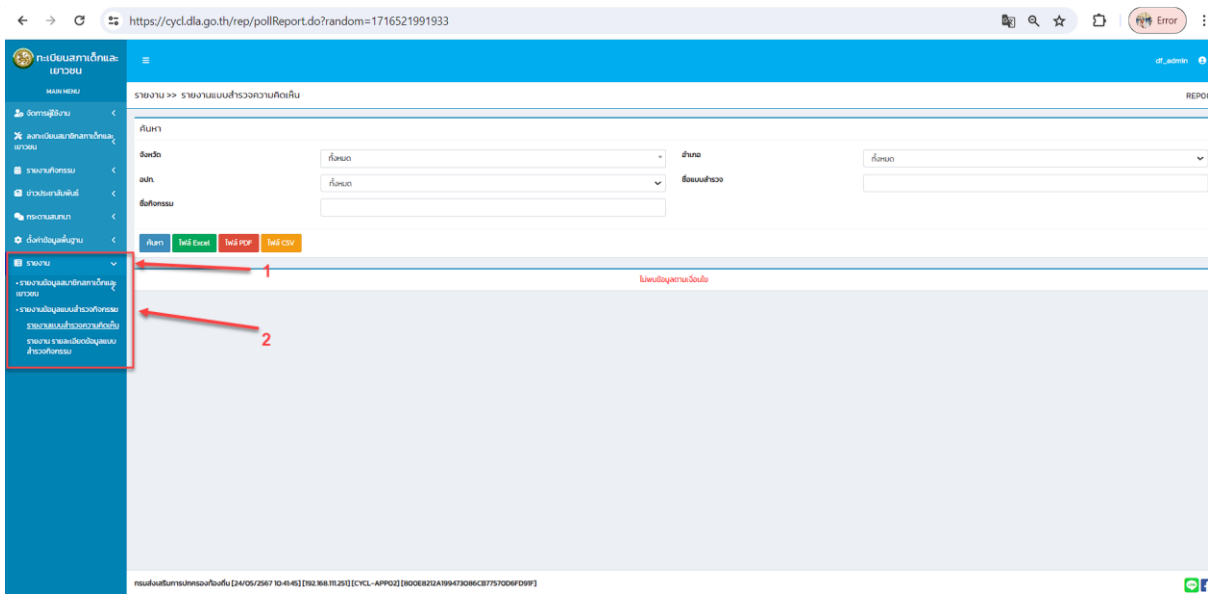 https://cycl.dla.go.th/rep/pollReport.do?random=1716521991933
Error
ทะเบียนสภาเด็กและ
เยาวชน
df_admin
MAIN MENU
รายงาน >> รายงานแบบสำรวจความคิดเห็น
REPO
จัดการผู้ใช้งาน
ค้นหา
ลงทะเบียนสมาชิกสภาเด็กและ
เยาวชน
จังหวัด
ทั้งหมด
อำเภอ
ทั้งหมด
รายงานกิจกรรม
อปท.
ทั้งหมด
ชื่อแบบสำรวจ
ข่าวประชาสัมพันธ์
ชื่อกิจกรรม
กระดานสนทนา
ตั้งค่าข้อมูลพื้นฐาน
ค้นหา
ไฟล์ Excel
ไฟล์ PDF
ไฟล์ CSV
รายงาน
1
• รายงานข้อมูลสมาชิกสภาเด็กและ
เยาวชน
ไม่พบข้อมูลตามเงื่อนไข
• รายงานข้อมูลแบบสำรวจกิจกรรม
รายงานแบบสำรวจความคิดเห็น
2
รายงาน รายละเอียดข้อมูลแบบ
สำรวจกิจกรรม
กรมส่งเสริมการปกครองท้องถิ่น [24/05/2567 10:41:45] [192.168.111.251] [CYCL-APP02] [800E8212A199473086CB77570D6FD91F]